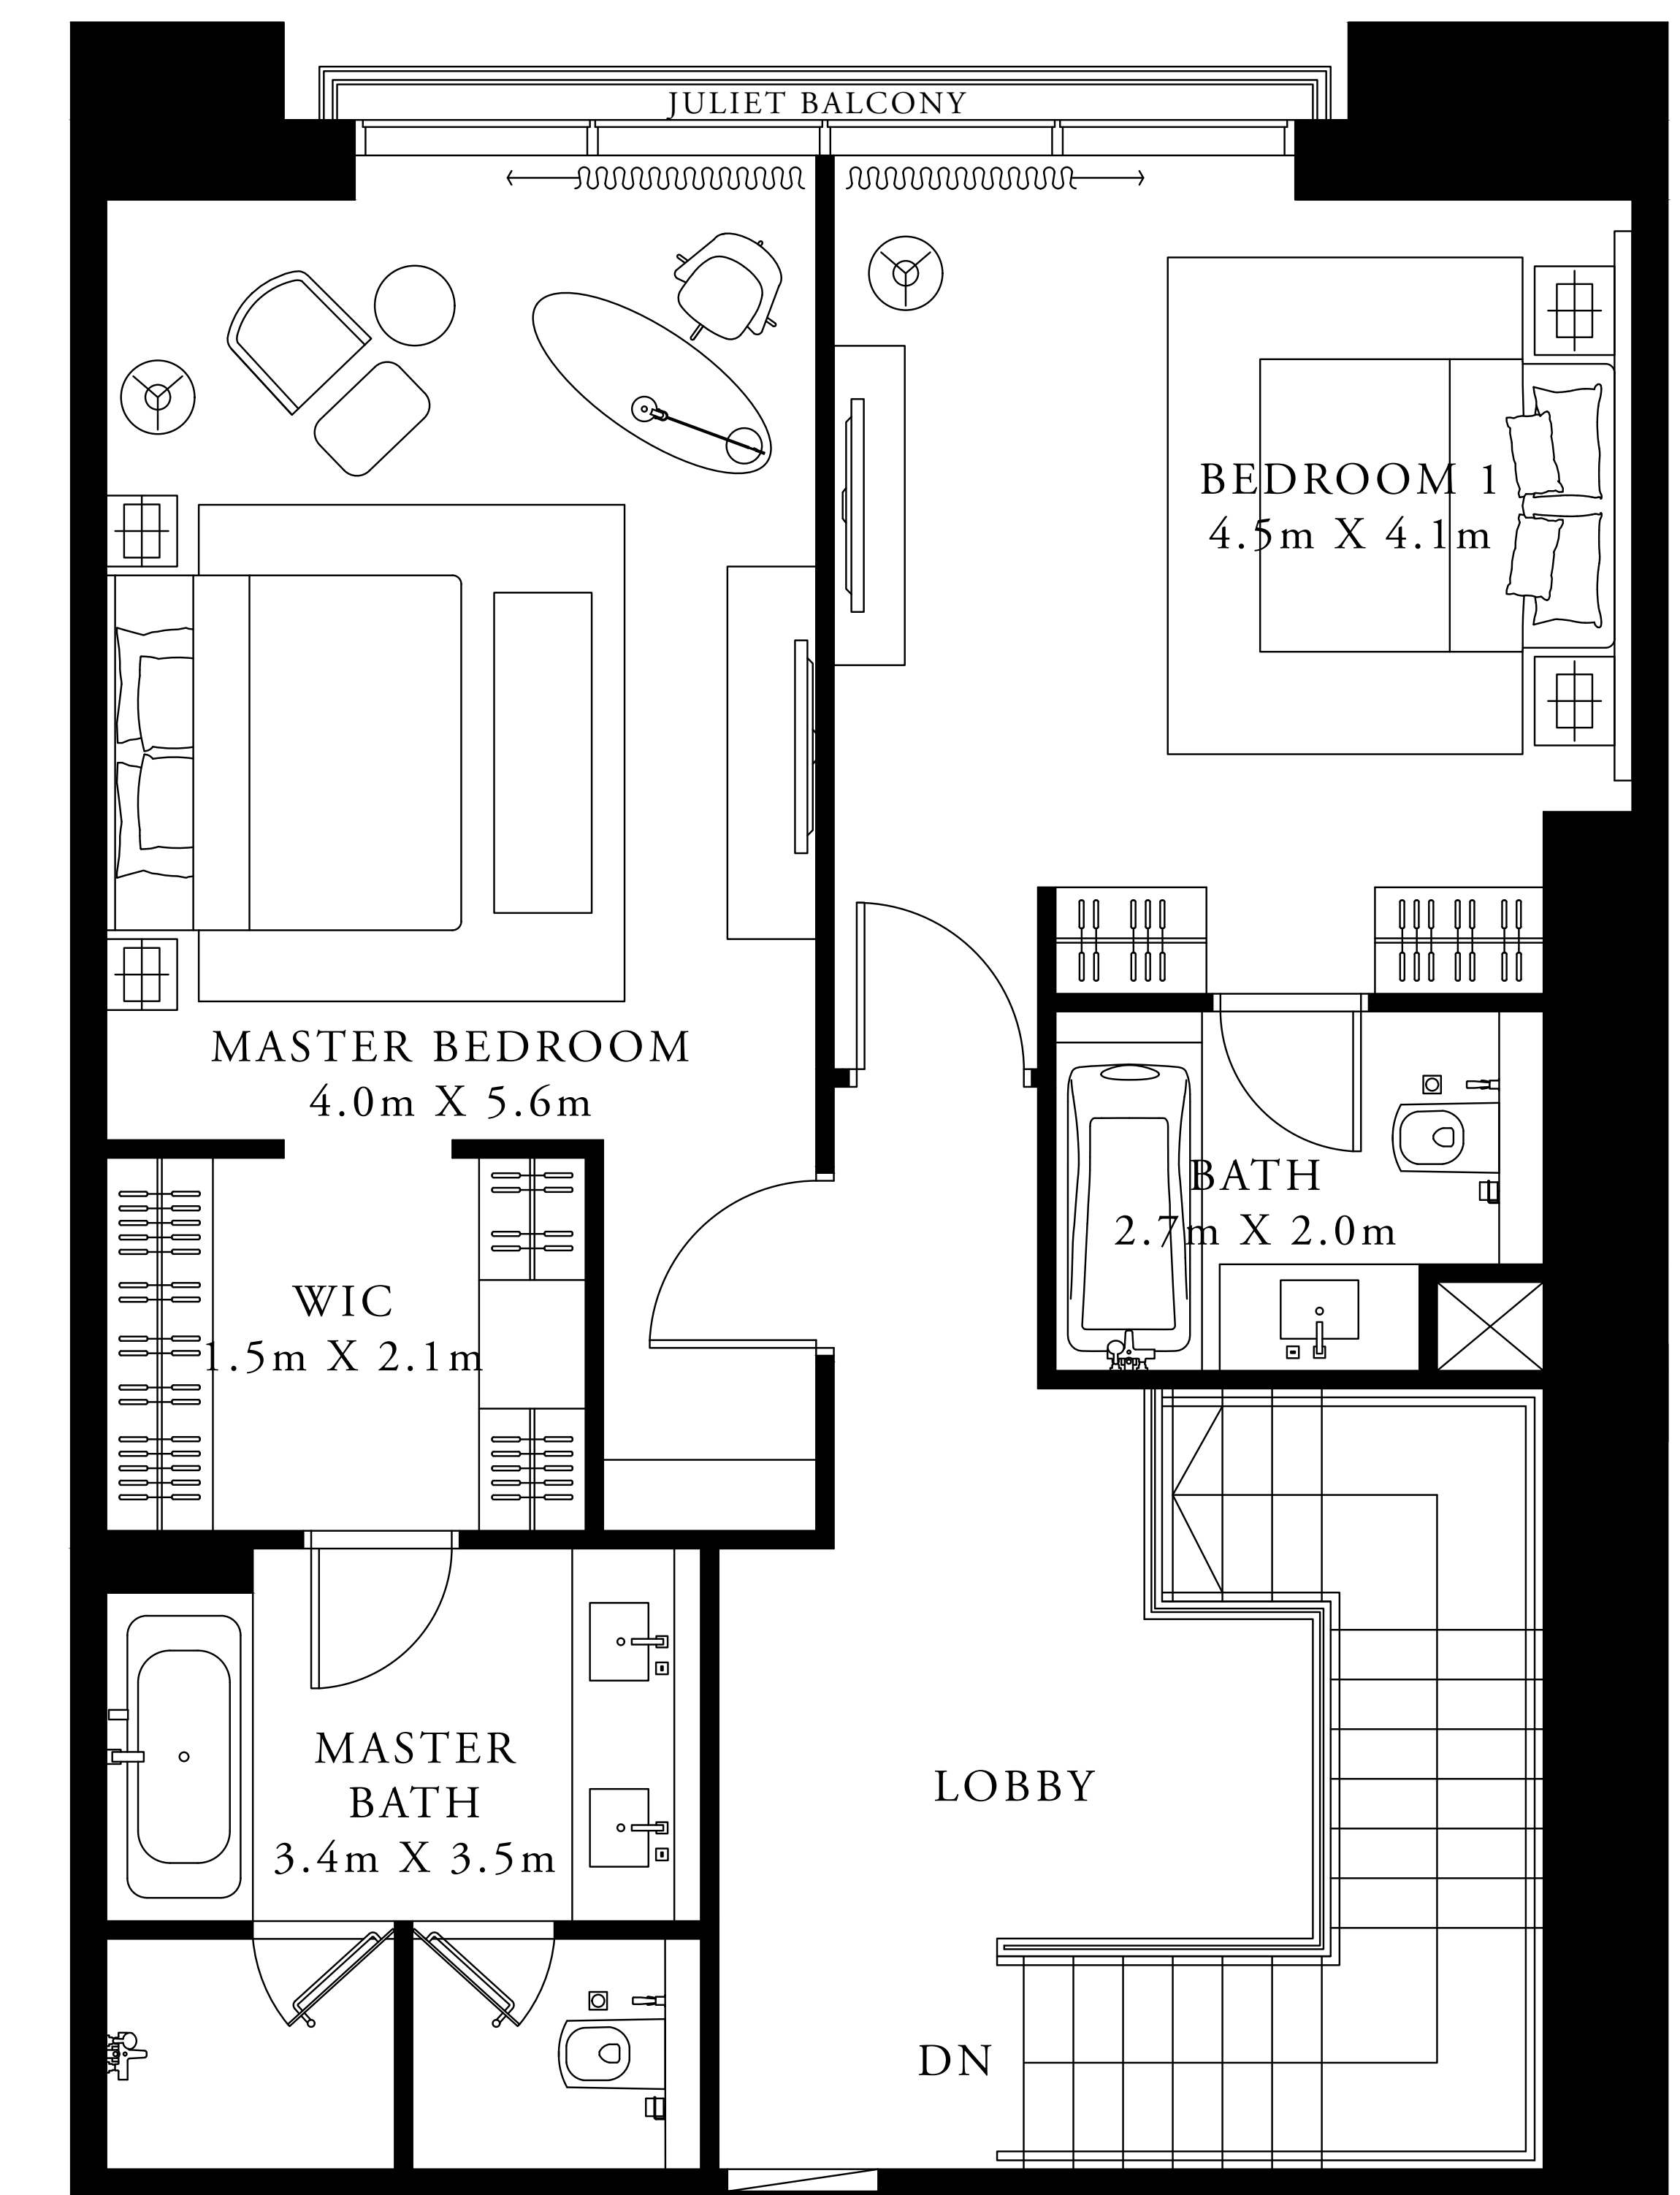 JULIET BALCONY
BEDROOM 1
4.5m X 4.1m
MASTER BEDROOM
4.0m X 5.6m
BATH
2.7m X 2.0m
WIC
1.5m X 2.1m
MASTER
BATH
3.4m X 3.5m
LOBBY
DN